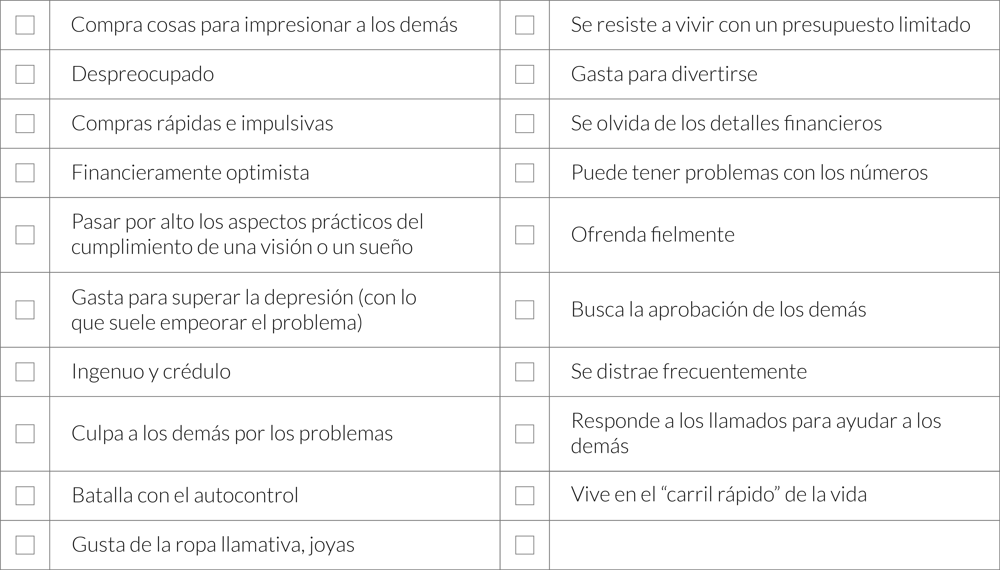 Compra cosas para impresionar a los demás
Se resiste a vivir con un presupuesto limitado
Despreocupado
Gasta para divertirse
Compras rápidas e impulsivas
Se olvida de los detalles financieros
Financieramente optimista
Puede tener problemas con los números
Pasar por alto los aspectos prácticos del
cumplimiento de una visión o un sueño
Ofrenda fielmente
Gasta para superar la depresión (con lo
que suele empeorar el problema)
Busca la aprobación de los demás
Ingenuo y crédulo
Se distrae frecuentemente
Culpa a los demás por los problemas
Responde a los llamados para ayudar a los
demás
Batalla con el autocontrol
Vive en el “carril rápido” de la vida
Gusta de la ropa llamativa, joyas